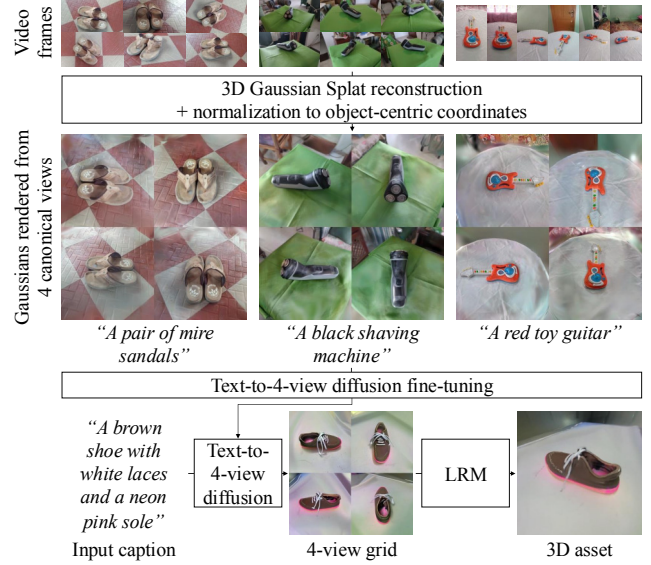 Video
frames
3D Gaussian Splat reconstruction
+ normalization to object-centric coordinates
Gaussians rendered from
4 canonical views
“A pair of mire
sandals”
“A black shaving
machine”
“A red toy guitar”
Text-to-4-view diffusion fine-tuning
“A brown
shoe with
white laces
and a neon
pink sole”
Text-to-
4-view
diffusion
LRM
Input caption
4-view grid
3D asset